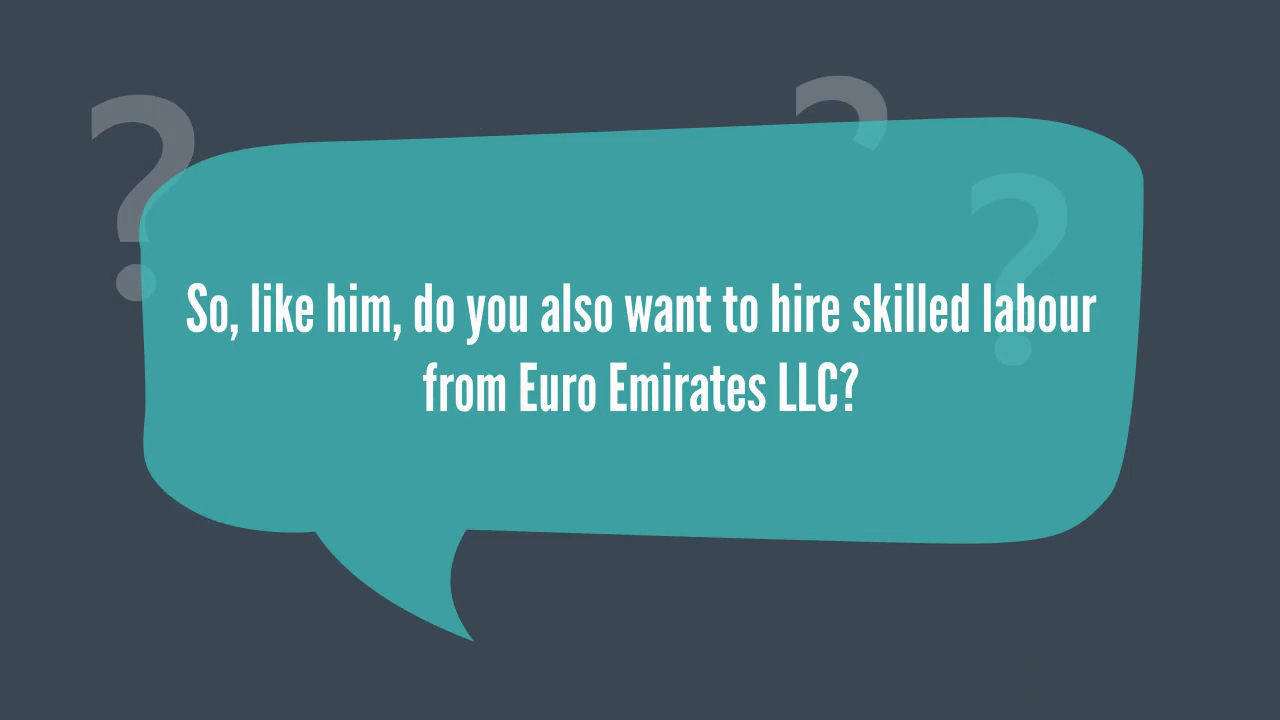 So, like him, do you also want to hire skilled labour
from Euro Emirates LLC?